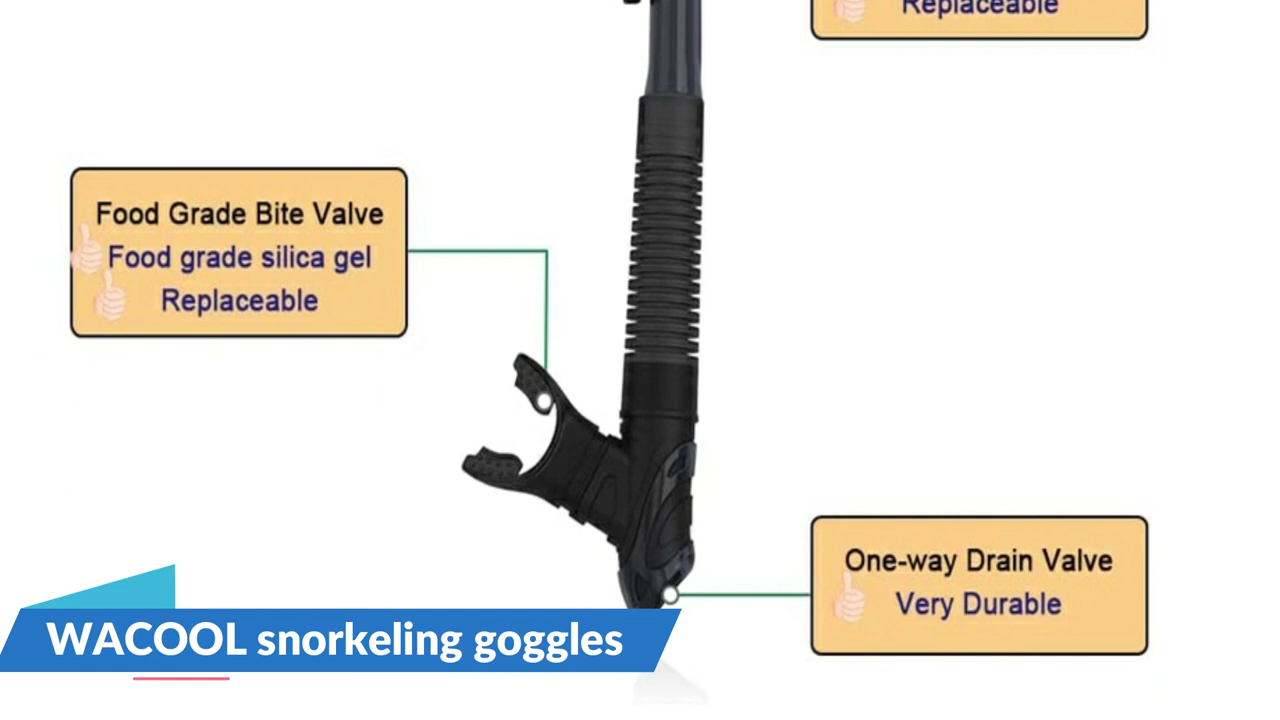 Replaceable
Food Grade Bite Valve
Food grade silica gel
Replaceable
One-way Drain Valve
Very Durable
WACOOL snorkeling goggles